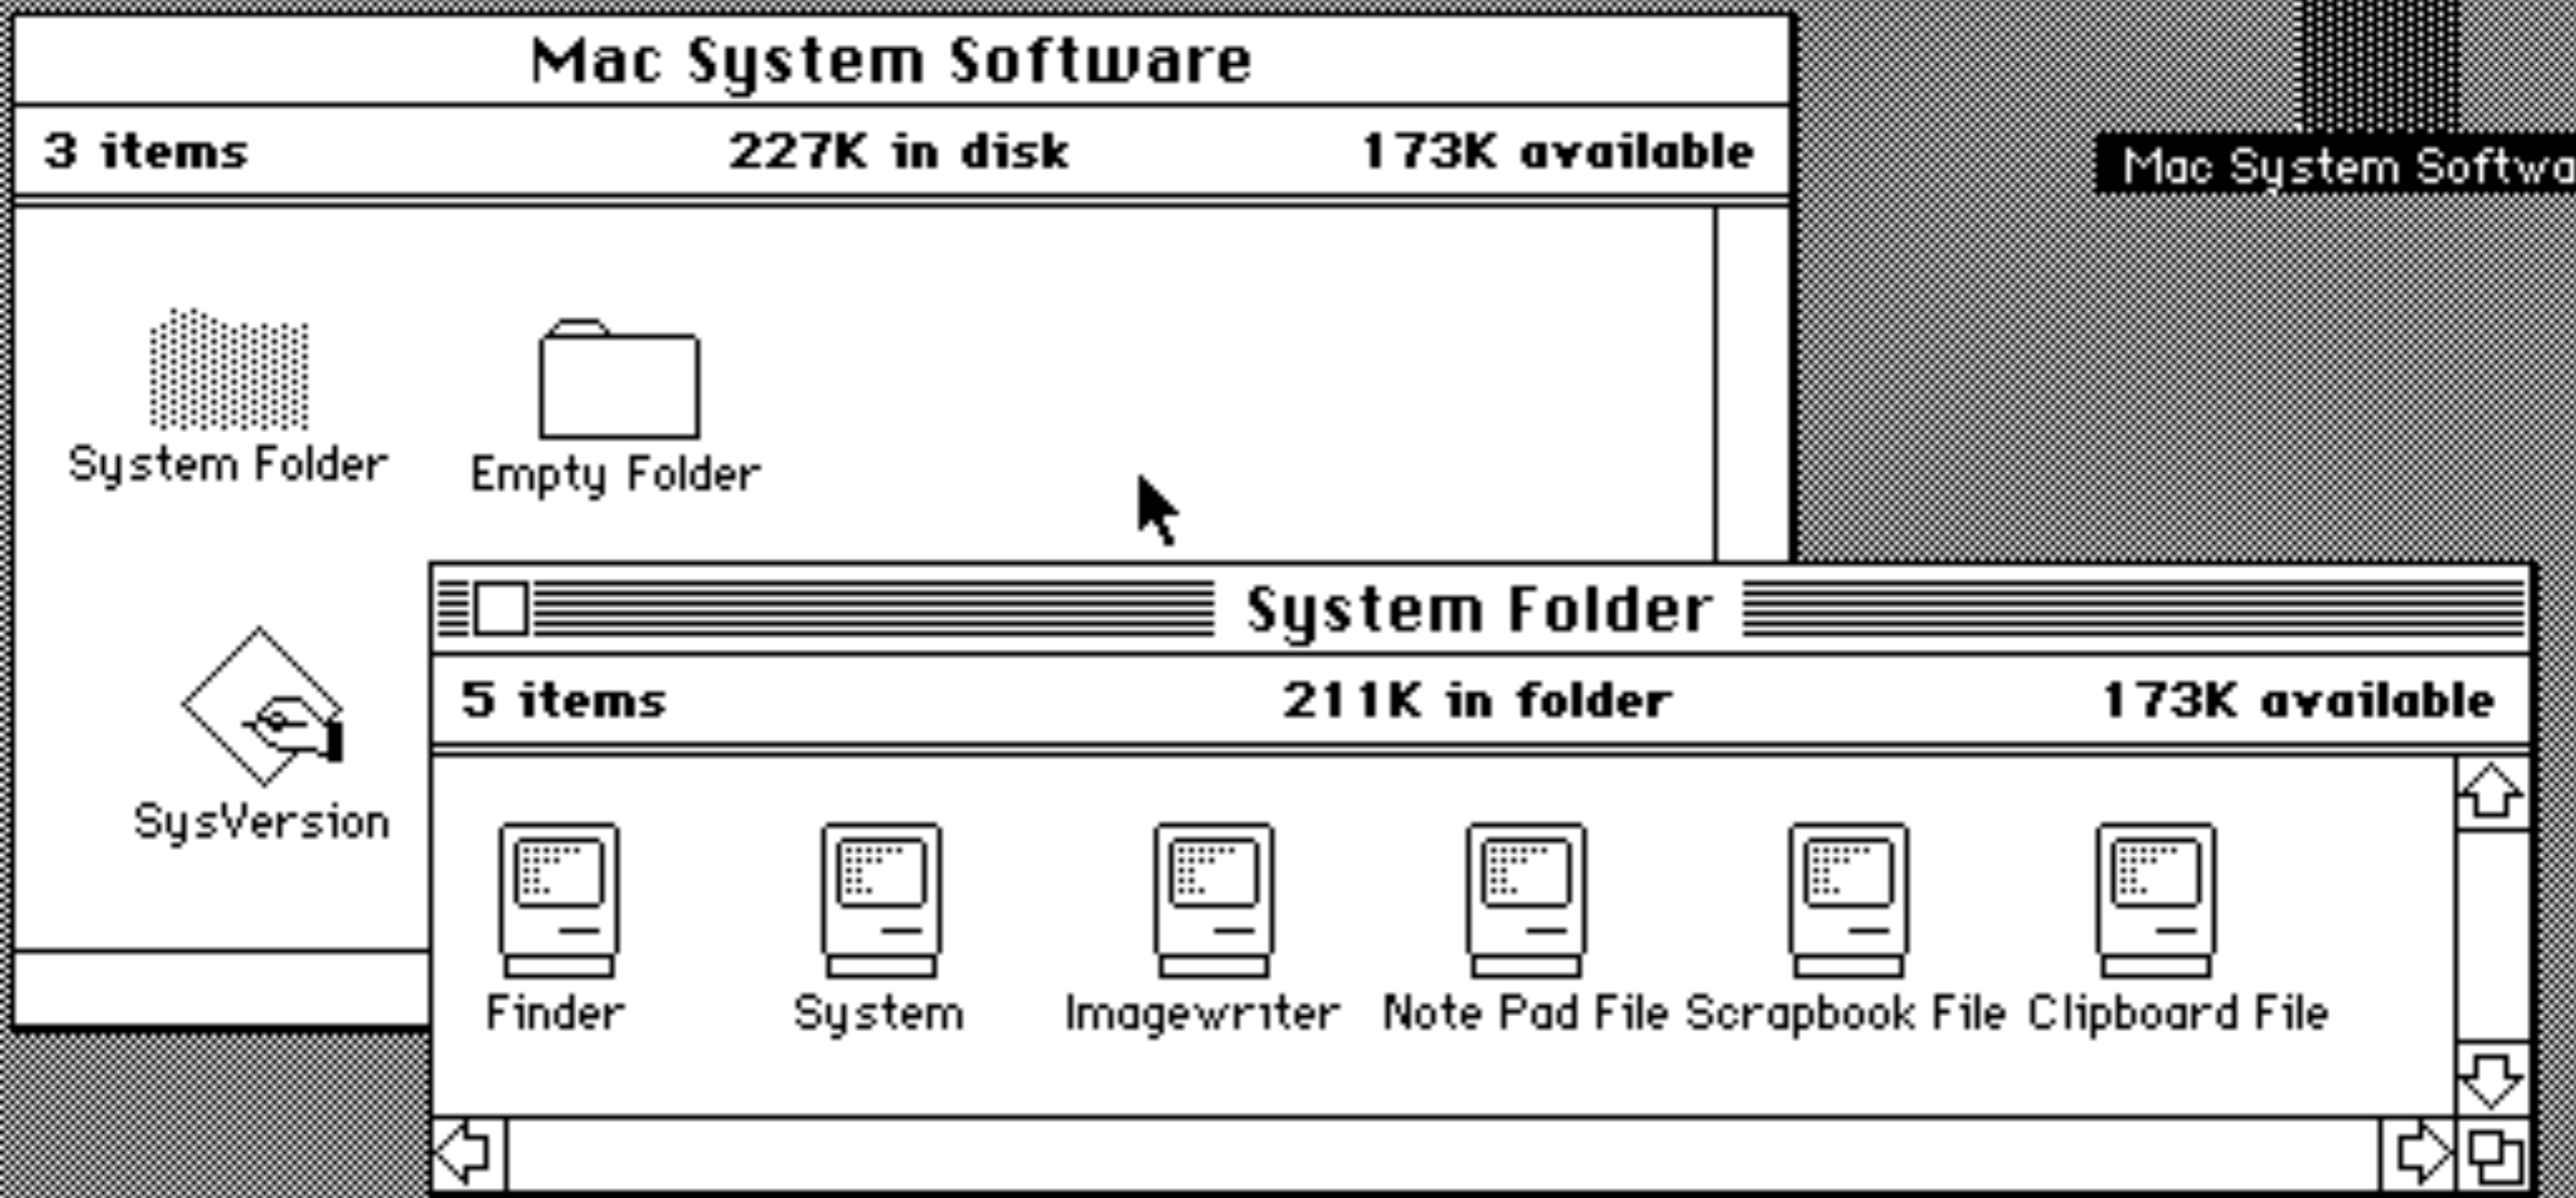 Mac System Software
3 items 227K in disk 173K available
Mac System Softwa
System Folder Empty Folder
SysVersion
System Folder
5 items 211K in folder 173K available
Finder System Imagewriter Note Pad File Scrapbook File Clipboard File